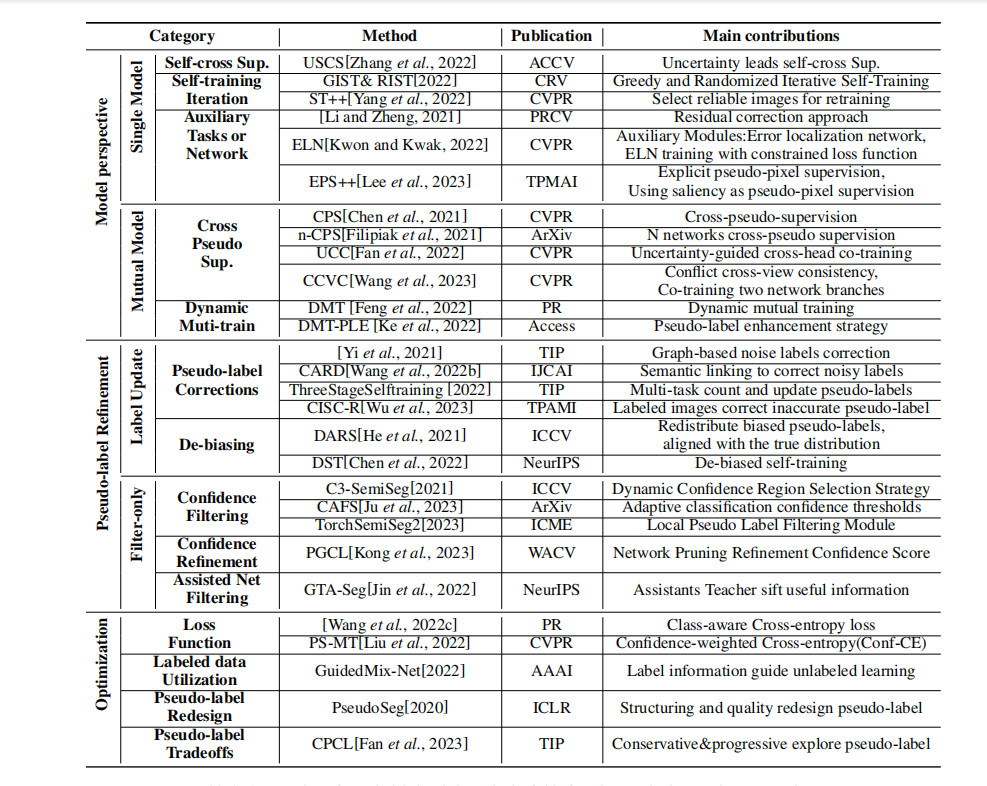 Category Method Publication Main contributions
Model perspective
Single Model
Self-cross Sup. USCS[Zhang et al., 2022] ACCV Uncertainty leads self-cross Sup.
Self-training Iteration GIST& RIST[2022] CRV Greedy and Randomized Iterative Self-Training
ST++[Yang et al., 2022] CVPR Select reliable images for retraining
Auxiliary Tasks or Network [Li and Zheng, 2021] PRCV Residual correction approach
ELN[Kwon and Kwak, 2022] CVPR Auxiliary Modules:Error localization network,
ELN training with constrained loss function
EPS++[Lee et al., 2023] TPMAI Explicit pseudo-pixel supervision,
Using saliency as pseudo-pixel supervision
Mutual Model
Cross Pseudo Sup. CPS[Chen et al., 2021] CVPR Cross-pseudo-supervision
n-CPS[Filipiak et al., 2021] ArXiv N networks cross-pseudo supervision
UCC[Fan et al., 2022] CVPR Uncertainty-guided cross-head co-training
CCVC[Wang et al., 2023] CVPR Conflict cross-view consistency,
Co-training two network branches
Dynamic Muti-train DMT [Feng et al., 2022] PR Dynamic mutual training
DMT-PLE [Ke et al., 2022] Access Pseudo-label enhancement strategy
Pseudo-label Refinement
Label Update
Pseudo-label Corrections [Yi et al., 2021] TIP Graph-based noise labels correction
CARD[Wang et al., 2022b] IJCAI Semantic linking to correct noisy labels
ThreeStageSelftraining [2022] TIP Multi-task count and update pseudo-labels
CISC-R[Wu et al., 2023] TPAMI Labeled images correct inaccurate pseudo-label
De-biasing DARS[He et al., 2021] ICCV Redistribute biased pseudo-labels,
aligned with the true distribution
DST[Chen et al., 2022] NeurIPS De-biased self-training
Filter-only
Confidence Filtering C3-SemiSeg[2021] ICCV Dynamic Confidence Region Selection Strategy
CAFS[Ju et al., 2023] ArXiv Adaptive classification confidence thresholds
TorchSemiSeg2[2023] ICME Local Pseudo Label Filtering Module
Confidence Refinement PGCL[Kong et al., 2023] WACV Network Pruning Refinement Confidence Score
Assisted Net Filtering GTA-Seg[Jin et al., 2022] NeurIPS Assistants Teacher sift useful information
Optimization
Loss Function [Wang et al., 2022c] PR Class-aware Cross-entropy loss
PS-MT[Liu et al., 2022] CVPR Confidence-weighted Cross-entropy(Conf-CE)
Labeled data Utilization GuidedMix-Net[2022] AAAI Label information guide unlabeled learning
Pseudo-label Redesign PseudoSeg[2020] ICLR Structuring and quality redesign pseudo-label
Pseudo-label Tradeoffs CPCL[Fan et al., 2023] TIP Conservative&progressive explore pseudo-label